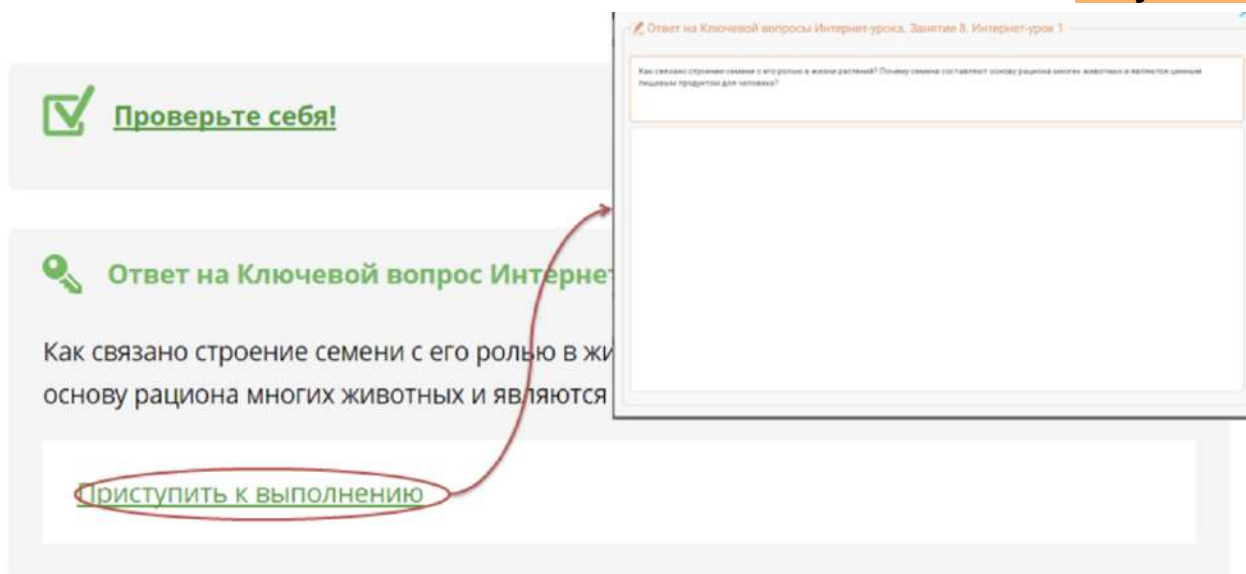 Ответ на Ключевой вопросы Интернет-урока. Занятие 8. Интернет-урок 1
Как связано строение семени с его ролью в жизни растений? Почему семена составляют основу рациона многих животных и являются ценным
пищевым продуктом для человека?
Проверьте себя!
Ответ на Ключевой вопрос Интерне
Как связано строение семени с его ролью в жи
основу рациона многих животных и являются
Приступить к выполнению